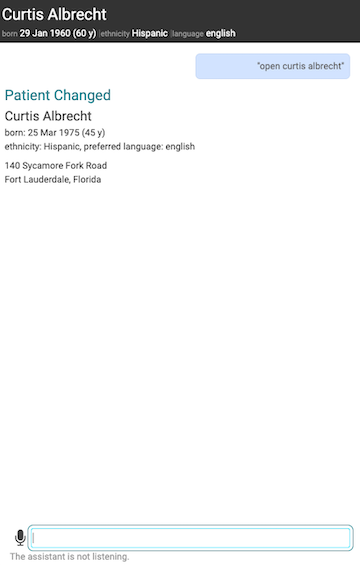 Curtis Albrecht
born 29 Jan 1960 (60 y) |ethnicity Hispanic |language english
"open curtis albrecht"
Patient Changed
Curtis Albrecht
born: 25 Mar 1975 (45 y)
ethnicity: Hispanic, preferred language: english
140 Sycamore Fork Road
Fort Lauderdale, Florida
The assistant is not listening.